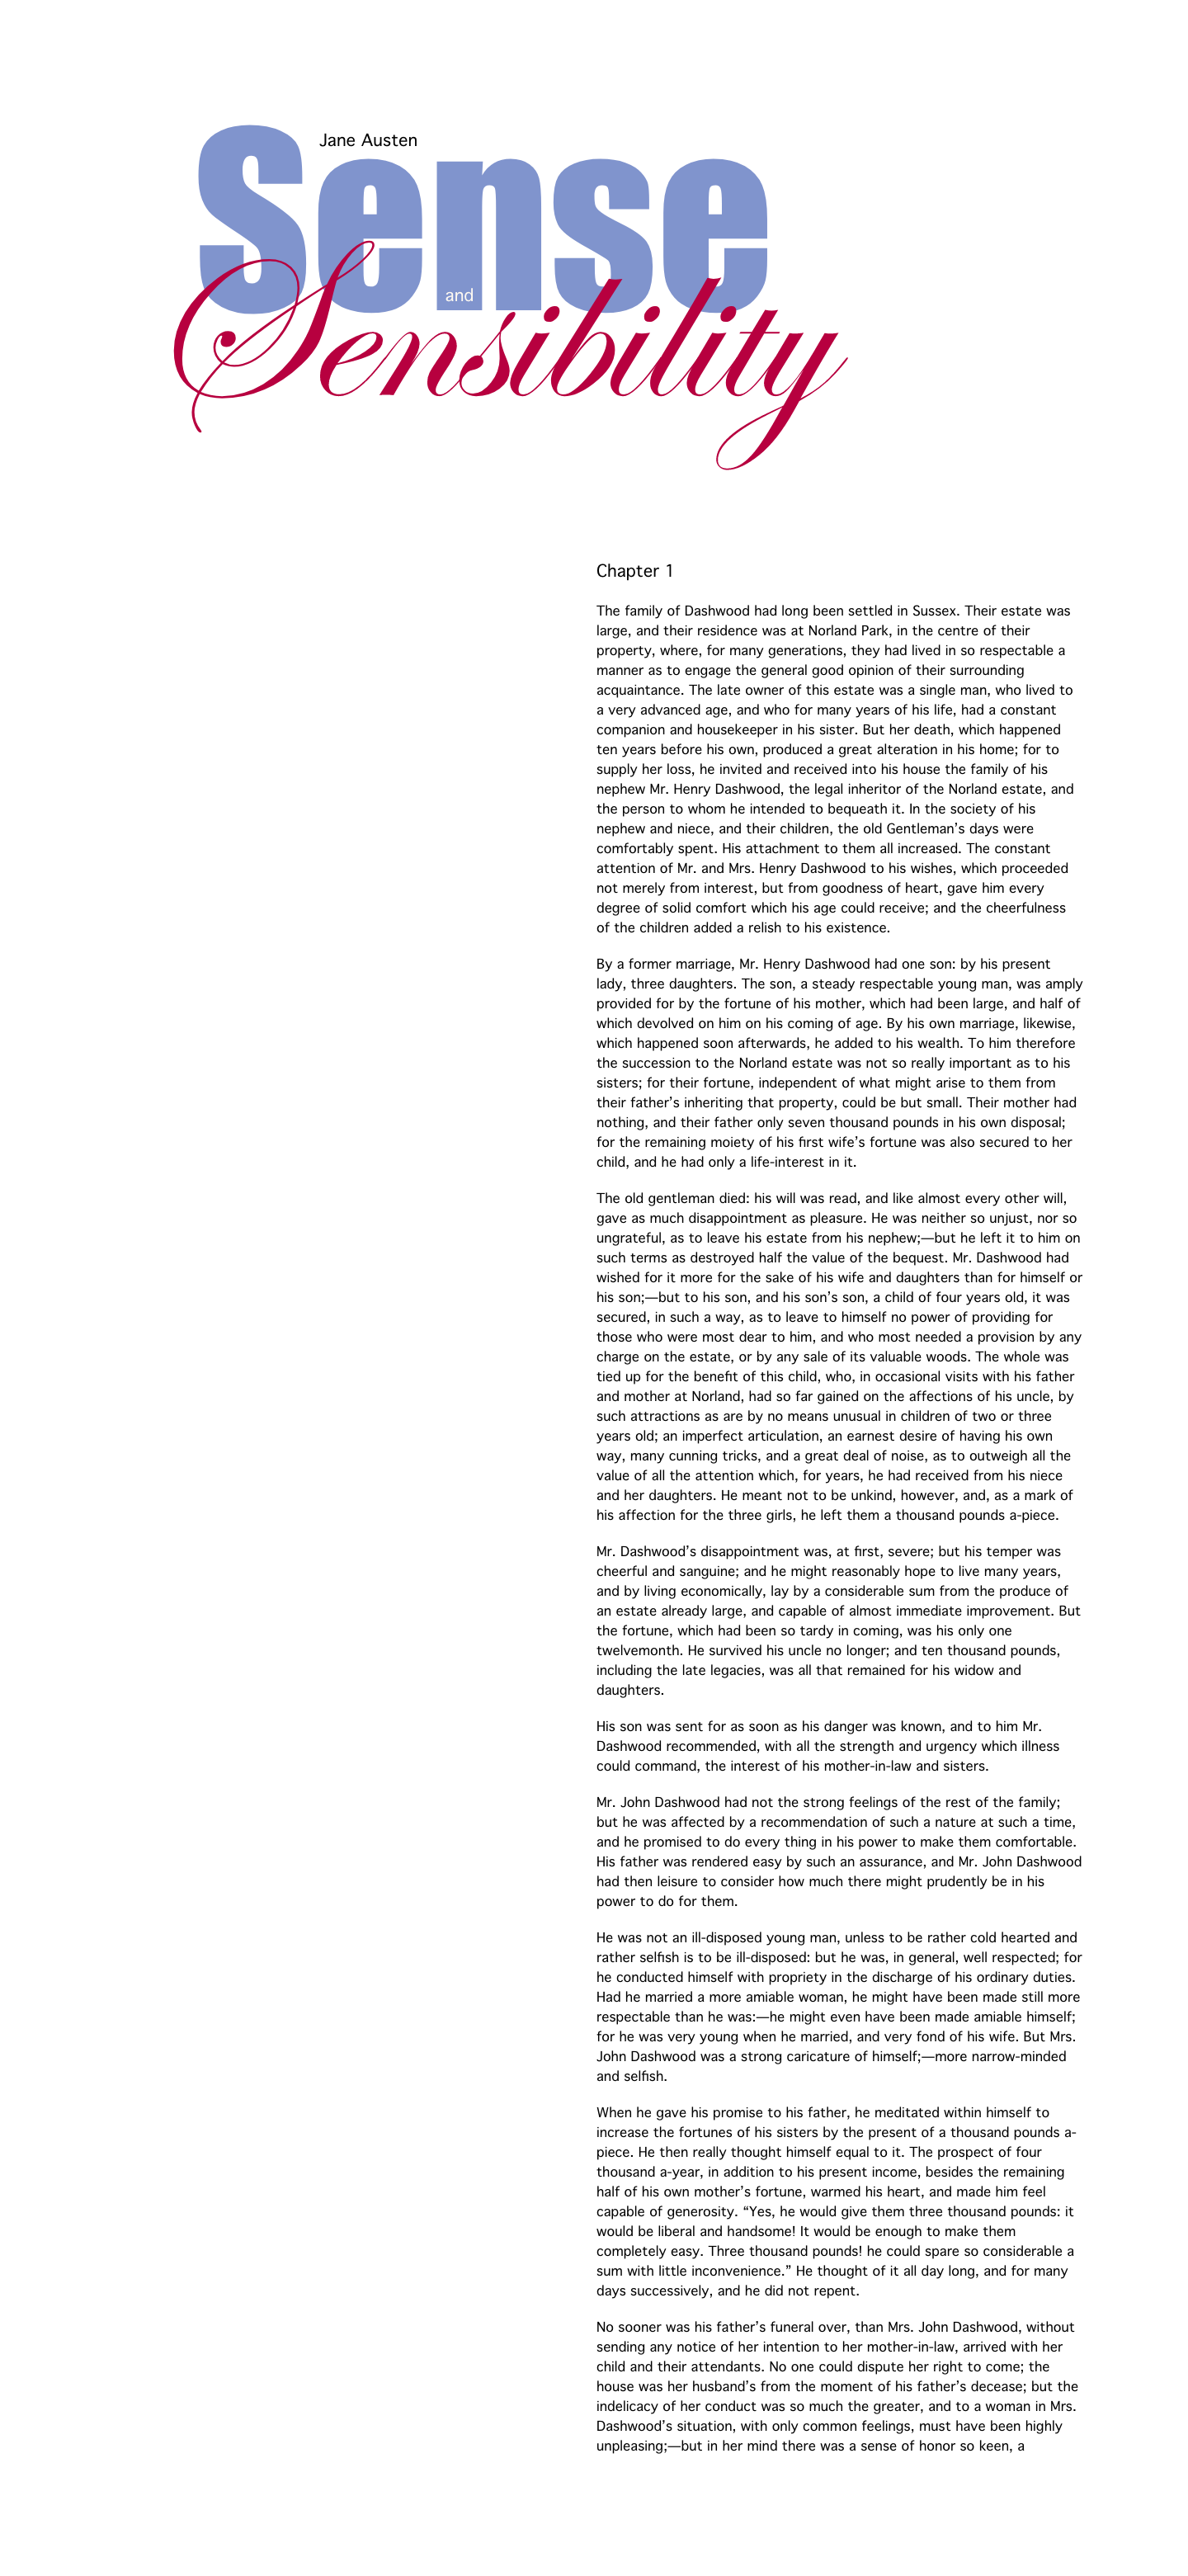 Jane Austen
Sense
and
Sensibility
Chapter 1
The family of Dashwood had long been settled in Sussex. Their estate was
large, and their residence was at Norland Park, in the centre of their
property, where, for many generations, they had lived in so respectable a
manner as to engage the general good opinion of their surrounding
acquaintance. The late owner of this estate was a single man, who lived to
a very advanced age, and who for many years of his life, had a constant
companion and housekeeper in his sister. But her death, which happened
ten years before his own, produced a great alteration in his home; for to
supply her loss, he invited and received into his house the family of his
nephew Mr. Henry Dashwood, the legal inheritor of the Norland estate, and
the person to whom he intended to bequeath it. In the society of his
nephew and niece, and their children, the old Gentleman’s days were
comfortably spent. His attachment to them all increased. The constant
attention of Mr. and Mrs. Henry Dashwood to his wishes, which proceeded
not merely from interest, but from goodness of heart, gave him every
degree of solid comfort which his age could receive; and the cheerfulness
of the children added a relish to his existence.
By a former marriage, Mr. Henry Dashwood had one son: by his present
lady, three daughters. The son, a steady respectable young man, was amply
provided for by the fortune of his mother, which had been large, and half of
which devolved on him on his coming of age. By his own marriage, likewise,
which happened soon afterwards, he added to his wealth. To him therefore
the succession to the Norland estate was not so really important as to his
sisters; for their fortune, independent of what might arise to them from
their father’s inheriting that property, could be but small. Their mother had
nothing, and their father only seven thousand pounds in his own disposal;
for the remaining moiety of his first wife’s fortune was also secured to her
child, and he had only a life-interest in it.
The old gentleman died: his will was read, and like almost every other will,
gave as much disappointment as pleasure. He was neither so unjust, nor so
ungrateful, as to leave his estate from his nephew;—but he left it to him on
such terms as destroyed half the value of the bequest. Mr. Dashwood had
wished for it more for the sake of his wife and daughters than for himself or
his son;—but to his son, and his son’s son, a child of four years old, it was
secured, in such a way, as to leave to himself no power of providing for
those who were most dear to him, and who most needed a provision by any
charge on the estate, or by any sale of its valuable woods. The whole was
tied up for the benefit of this child, who, in occasional visits with his father
and mother at Norland, had so far gained on the affections of his uncle, by
such attractions as are by no means unusual in children of two or three
years old; an imperfect articulation, an earnest desire of having his own
way, many cunning tricks, and a great deal of noise, as to outweigh all the
value of all the attention which, for years, he had received from his niece
and her daughters. He meant not to be unkind, however, and, as a mark of
his affection for the three girls, he left them a thousand pounds a-piece.
Mr. Dashwood’s disappointment was, at first, severe; but his temper was
cheerful and sanguine; and he might reasonably hope to live many years,
and by living economically, lay by a considerable sum from the produce of
an estate already large, and capable of almost immediate improvement. But
the fortune, which had been so tardy in coming, was his only one
twelvemonth. He survived his uncle no longer; and ten thousand pounds,
including the late legacies, was all that remained for his widow and
daughters.
His son was sent for as soon as his danger was known, and to him Mr.
Dashwood recommended, with all the strength and urgency which illness
could command, the interest of his mother-in-law and sisters.
Mr. John Dashwood had not the strong feelings of the rest of the family;
but he was affected by a recommendation of such a nature at such a time,
and he promised to do every thing in his power to make them comfortable.
His father was rendered easy by such an assurance, and Mr. John Dashwood
had then leisure to consider how much there might prudently be in his
power to do for them.
He was not an ill-disposed young man, unless to be rather cold hearted and
rather selfish is to be ill-disposed: but he was, in general, well respected; for
he conducted himself with propriety in the discharge of his ordinary duties.
Had he married a more amiable woman, he might have been made still more
respectable than he was:—he might even have been made amiable himself;
for he was very young when he married, and very fond of his wife. But Mrs.
John Dashwood was a strong caricature of himself;—more narrow-minded
and selfish.
When he gave his promise to his father, he meditated within himself to
increase the fortunes of his sisters by the present of a thousand pounds a-
piece. He then really thought himself equal to it. The prospect of four
thousand a-year, in addition to his present income, besides the remaining
half of his own mother’s fortune, warmed his heart, and made him feel
capable of generosity. “Yes, he would give them three thousand pounds: it
would be liberal and handsome! It would be enough to make them
completely easy. Three thousand pounds! he could spare so considerable a
sum with little inconvenience.” He thought of it all day long, and for many
days successively, and he did not repent.
No sooner was his father’s funeral over, than Mrs. John Dashwood, without
sending any notice of her intention to her mother-in-law, arrived with her
child and their attendants. No one could dispute her right to come; the
house was her husband’s from the moment of his father’s decease; but the
indelicacy of her conduct was so much the greater, and to a woman in Mrs.
Dashwood’s situation, with only common feelings, must have been highly
unpleasing;—but in her mind there was a sense of honor so keen, a